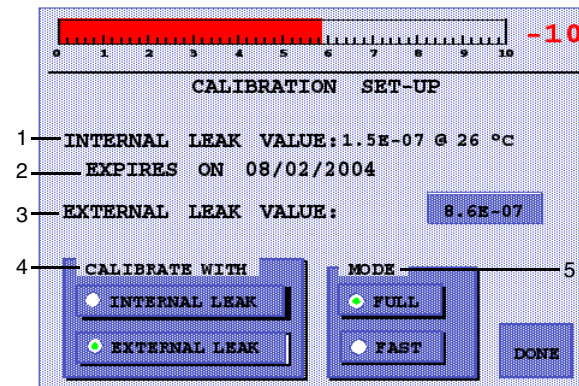 -10
0 1 2 3 4 5 6 7 8 9 10
CALIBRATION SET-UP
1 INTERNAL LEAK VALUE: 1.5E-07 @ 26 ºC
2 EXPIRES ON 08/02/2004
3 EXTERNAL LEAK VALUE: 8.6E-07
4 CALIBRATE WITH MODE 5
INTERNAL LEAK FULL
EXTERNAL LEAK FAST DONE